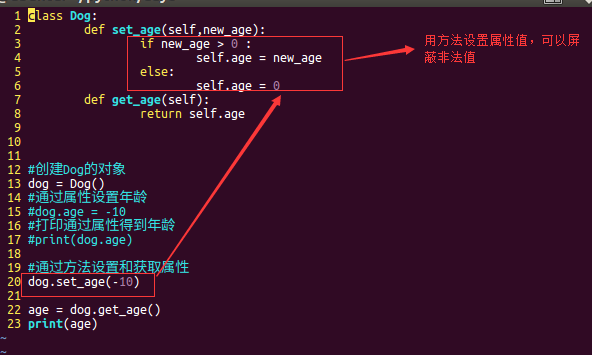 1 class Dog:
2 def set_age(self,new_age):
3 if new_age > 0 :
4 self.age = new_age
5 else:
6 self.age = 0
7 def get_age(self):
8 return self.age
9
10
11
12 #创建Dog的对象
13 dog = Dog()
14 #通过属性设置年龄
15 #dog.age = -10
16 #打印通过属性得到年龄
17 #print(dog.age)
18
19 #通过方法设置和获取属性
20 dog.set_age(-10)
21
22 age = dog.get_age()
23 print(age)
~
~
用方法设置属性值，可以屏
蔽非法值